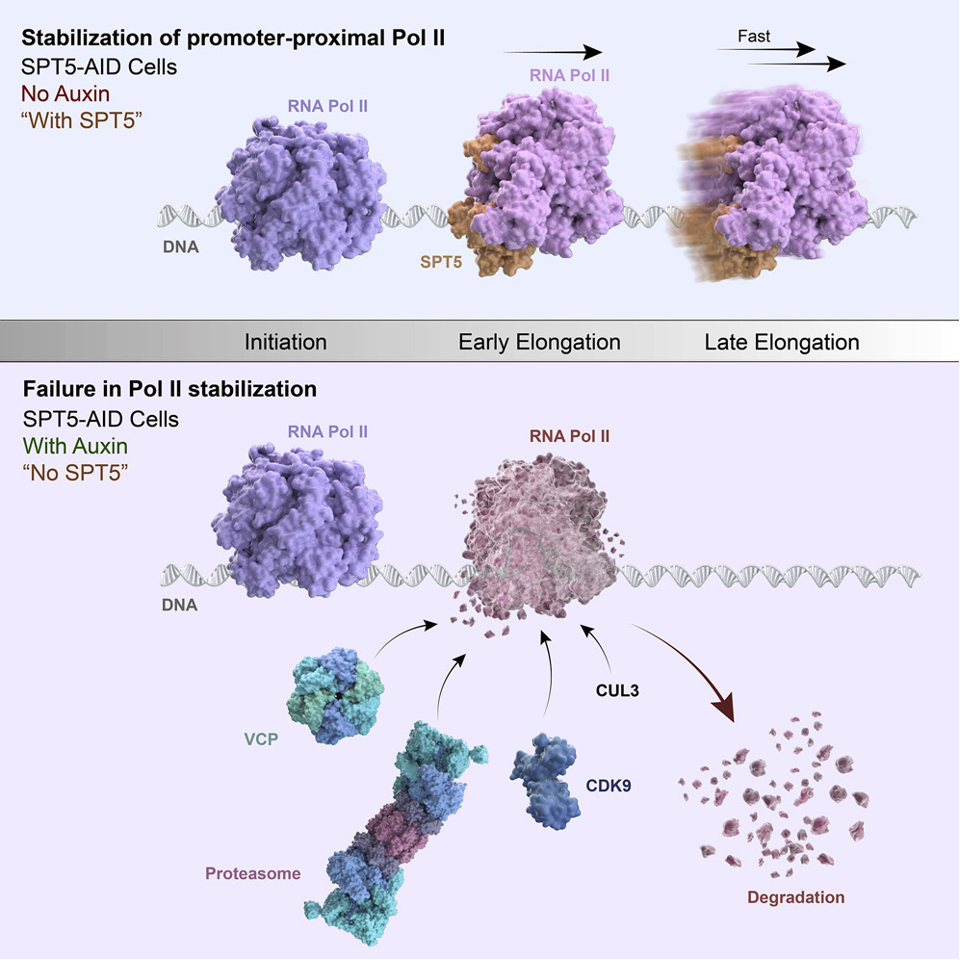 Stabilization of promoter-proximal Pol II
SPT5-AID Cells
No Auxin
“With SPT5”
RNA Pol II
RNA Pol II
Fast
DNA
SPT5
Initiation
Early Elongation
Late Elongation
Failure in Pol II stabilization
SPT5-AID Cells
With Auxin
“No SPT5”
RNA Pol II
RNA Pol II
DNA
VCP
CUL3
CDK9
Proteasome
Degradation